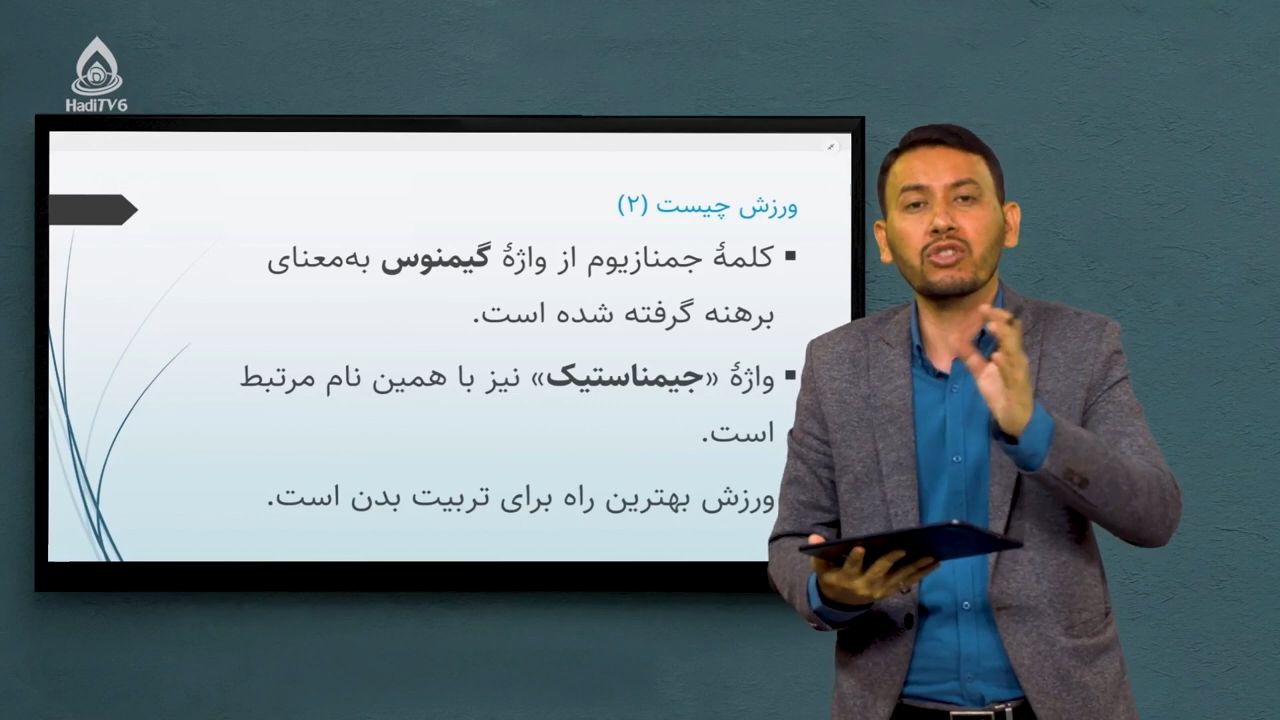 HadiTV6
ورزش چیست (۲)
کلمهٔ جمنازیوم از واژهٔ گیمنوس به‌معنای
برهنه گرفته شده است.
واژهٔ «جیمناستیک» نیز با همین نام مرتبط
است.
ورزش بهترین راه برای تربیت بدن است.